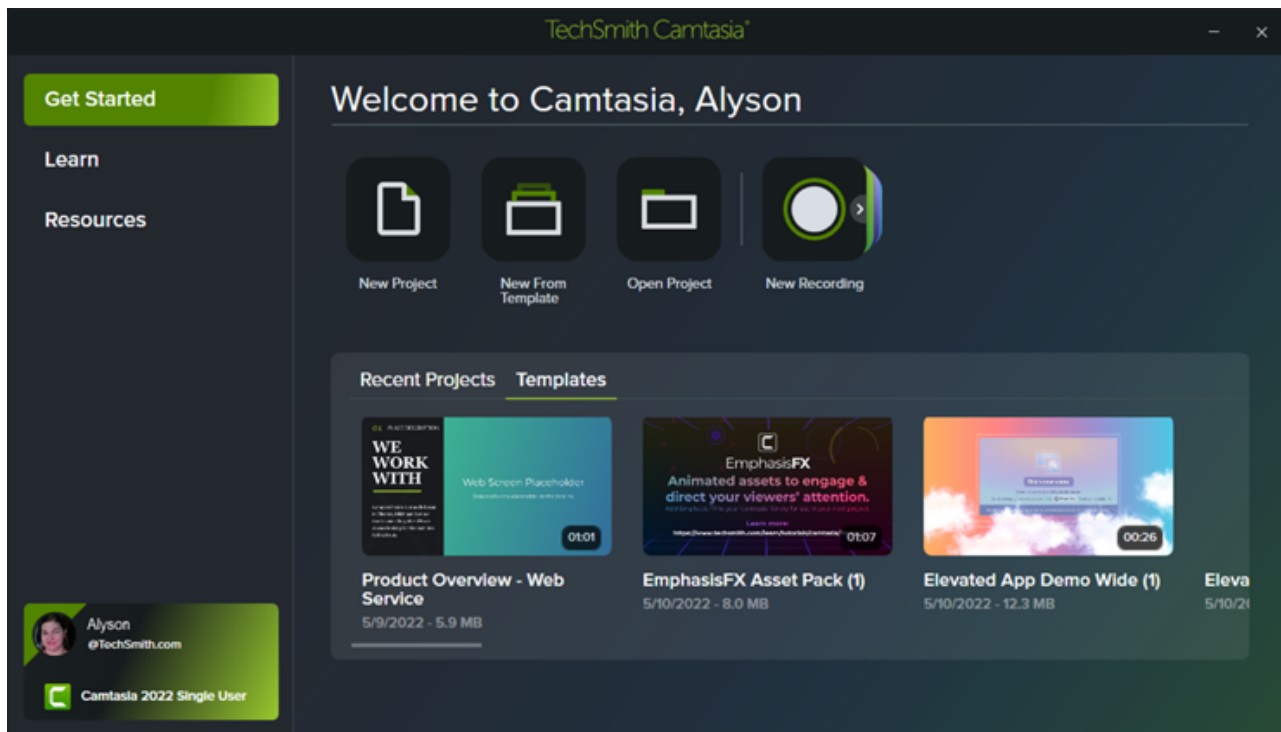 TechSmith Camtasia®
Get Started
Learn
Resources
Welcome to Camtasia, Alyson
New Project
New From
Template
Open Project
New Recording
Recent Projects Templates
WE
WORK
WITH
Web Screen Placeholder
01:01
EmphasisFX
Animated assets to engage &
direct your viewers' attention.
Learn more:
01:07
00:26
Product Overview - Web
Service
5/9/2022 - 5.9 MB
EmphasisFX Asset Pack (1)
5/10/2022 - 8.0 MB
Elevated App Demo Wide (1)
5/10/2022 - 12.3 MB
Eleva
5/10/20
Alyson
@TechSmith.com
Camtasia 2022 Single User